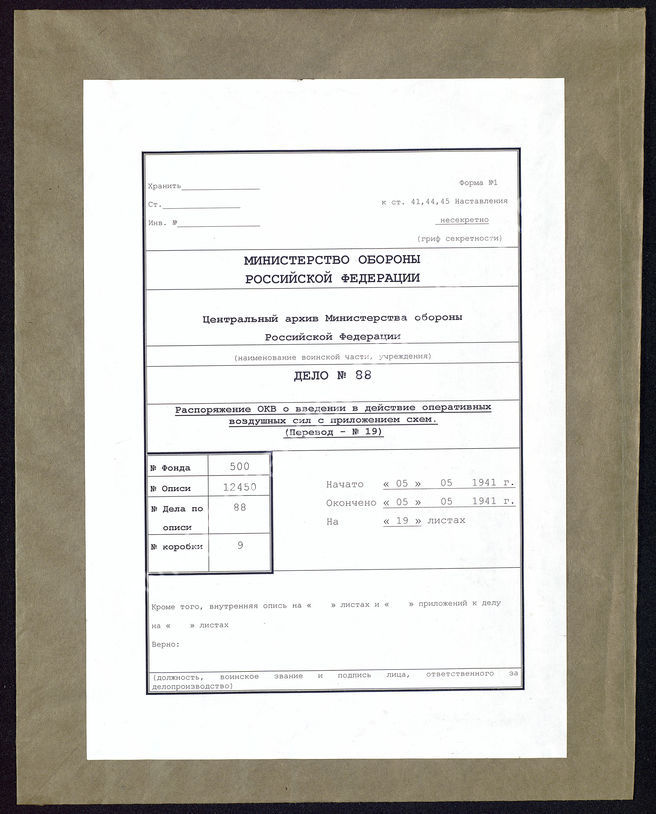 Хранить
Форма №1
Ст.
к ст. 41,44,45 Наставления
Инв. №
несекретно
(гриф секретности)
МИНИСТЕРСТВО ОБОРОНЫ
РОССИЙСКОЙ ФЕДЕРАЦИИ
Центральный архив Министерства обороны
Российской Федерации
(наименование воинской части, учреждения)
ДЕЛО № 88
Распоряжение ОКВ о введении в действие оперативных
воздушных сил с приложением схем.
(Перевод – № 19)
№ Фонда 500
№ Описи 12450
№ Дела по 88
описи
№ коробки 9
Начато « 05 » 05 1941 г.
Окончено « 05 » 05 1941 г.
На « 19 » листах
Кроме того, внутренняя опись на « » листах и « » приложений к делу
на « » листах
Верно:
(должность, воинское звание и подпись лица, ответственного за
делопроизводство)